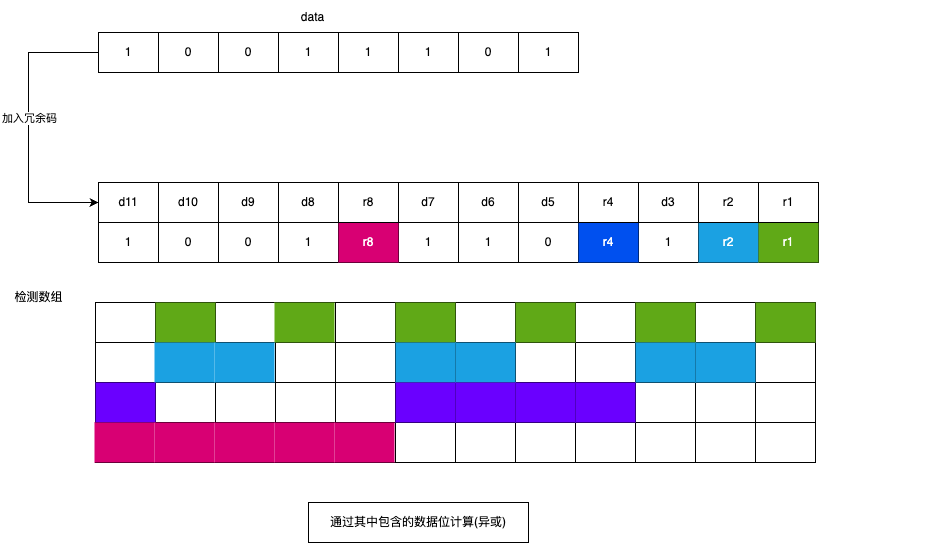 data
1 0 0 1 1 1 0 1
加入冗余码
d11 d10 d9 d8 r8 d7 d6 d5 r4 d3 r2 r1
1 0 0 1 r8 1 1 0 r4 1 r2 r1
检测数组
通过其中包含的数据位计算(异或)